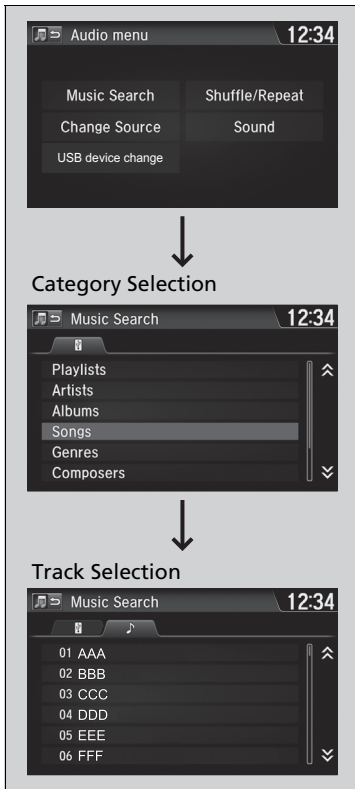 Audio menu 12:34
Music Search Shuffle/Repeat
Change Source Sound
USB device change
Category Selection
Music Search 12:34
Playlists
Artists
Albums
Songs
Genres
Composers
Track Selection
Music Search 12:34
01 AAA
02 BBB
03 CCC
04 DDD
05 EEE
06 FFF